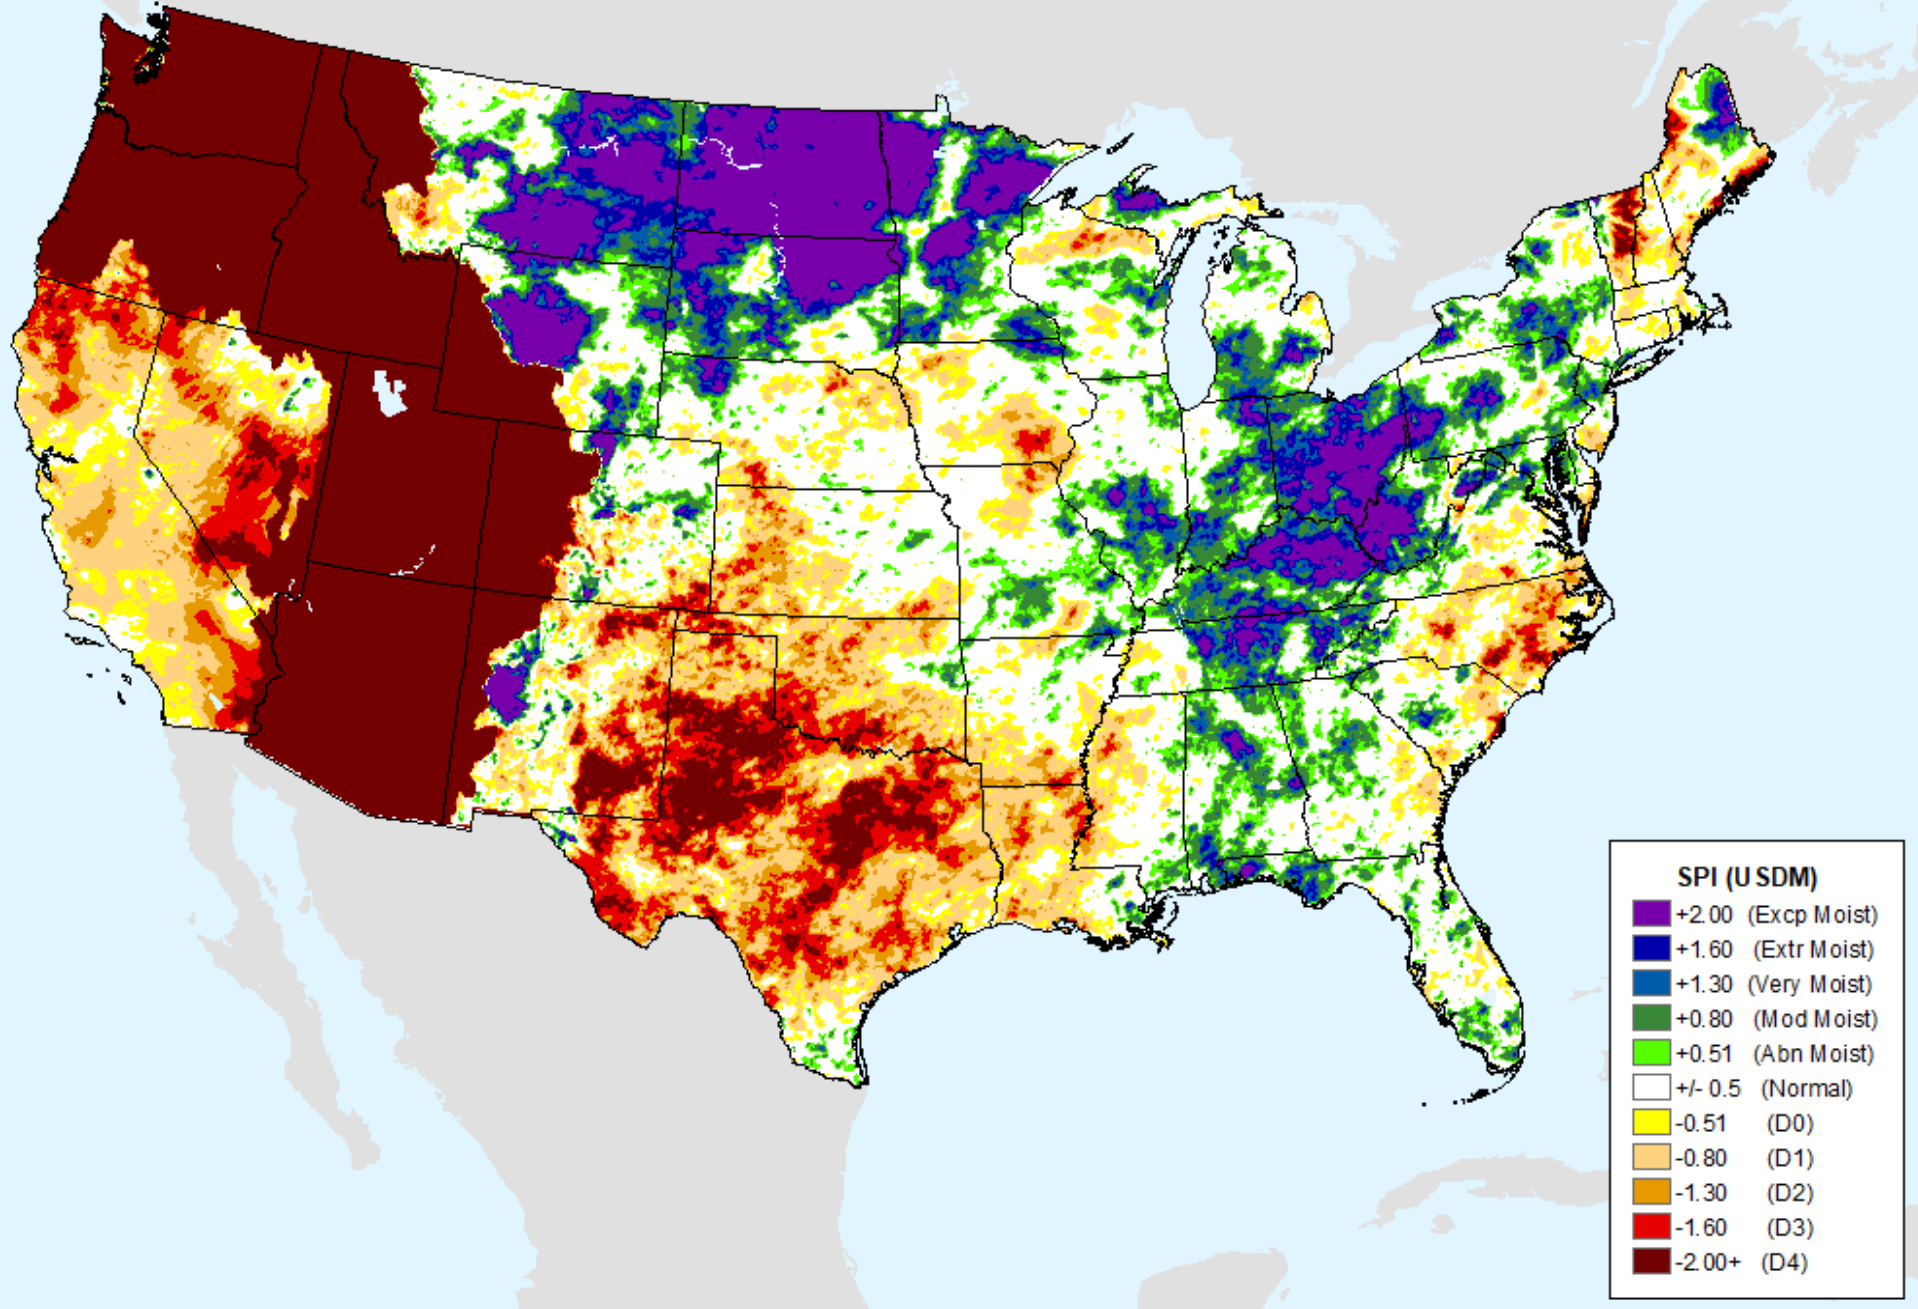 SPI (USDM)
+2.00 (Excp Moist)
+1.60 (Extr Moist)
+1.30 (Very Moist)
+0.80 (Mod Moist)
+0.51 (Abn Moist)
+/- 0.5 (Normal)
-0.51 (D0)
-0.80 (D1)
-1.30 (D2)
-1.60 (D3)
-2.00+ (D4)